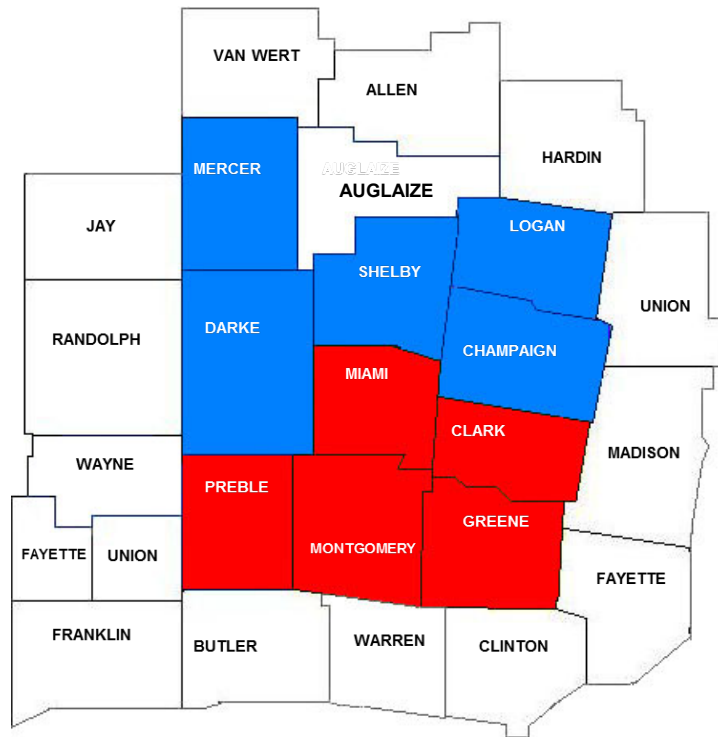 VAN WERT
ALLEN
HARDIN
MERCER
AUGLAIZE
AUGLAIZE
JAY
LOGAN
SHELBY
UNION
DARKE
RANDOLPH
CHAMPAIGN
MIAMI
CLARK
MADISON
WAYNE
PREBLE
GREENE
MONTGOMERY
FAYETTE
UNION
FAYETTE
FRANKLIN
BUTLER
WARREN
CLINTON